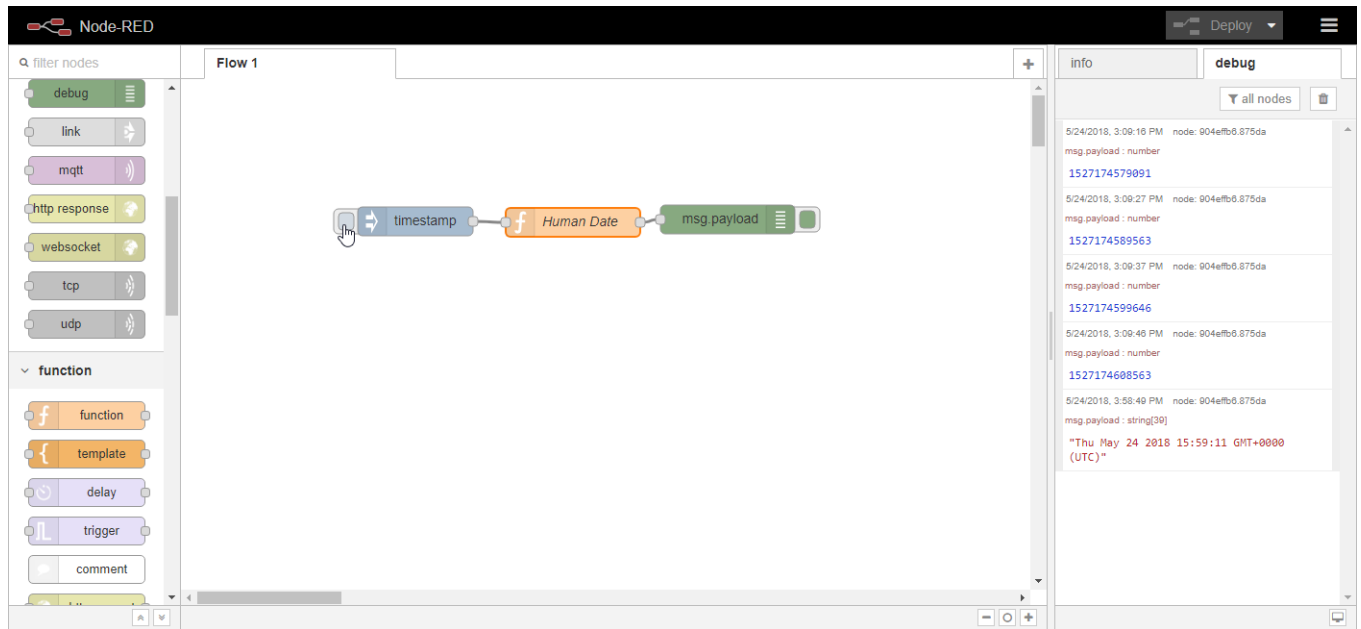 Node-RED
Deploy
filter nodes
Flow 1
info
debug
all nodes
debug
link
mqtt
http response
websocket
tcp
udp
function
function
template
delay
trigger
comment
timestamp
Human Date
msg.payload
5/24/2018, 3:09:16 PM node: 904effb6.875da
msg.payload : number
1527174579091
5/24/2018, 3:09:27 PM node: 904effb6.875da
msg.payload : number
1527174589563
5/24/2018, 3:09:37 PM node: 904effb6.875da
msg.payload : number
1527174599646
5/24/2018, 3:09:46 PM node: 904effb6.875da
msg.payload : number
1527174608563
5/24/2018, 3:58:49 PM node: 904effb6.875da
msg.payload : string[39]
"Thu May 24 2018 15:59:11 GMT+0000
(UTC)"